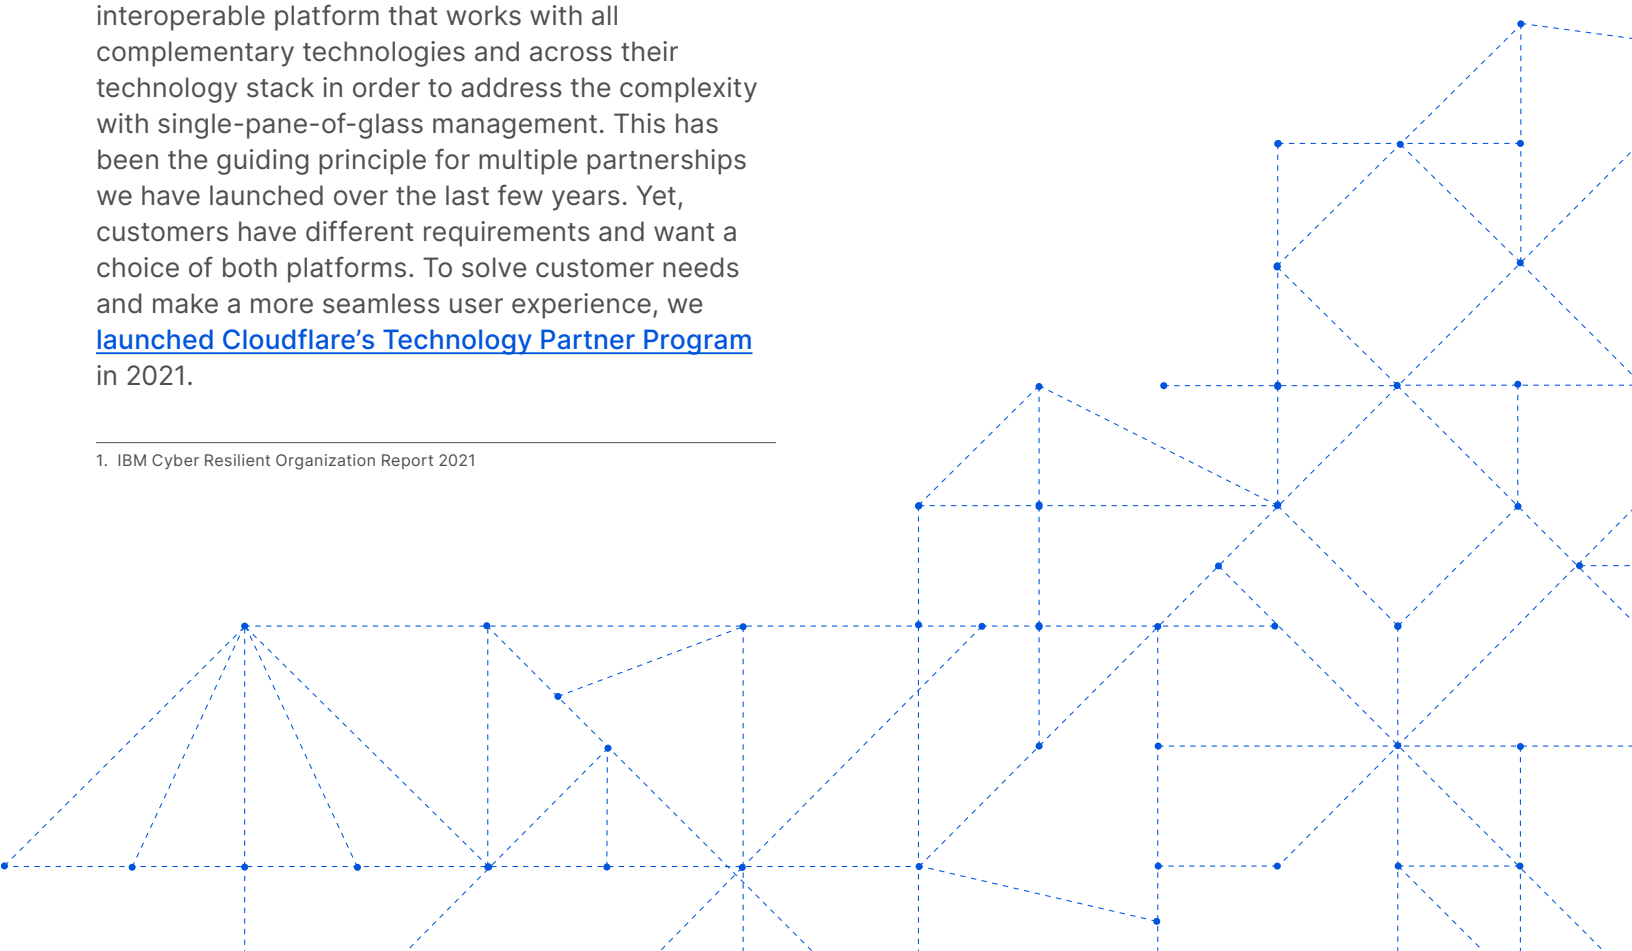 interoperable platform that works with all
complementary technologies and across their
technology stack in order to address the complexity
with single-pane-of-glass management. This has
been the guiding principle for multiple partnerships
we have launched over the last few years. Yet,
customers have different requirements and want a
choice of both platforms. To solve customer needs
and make a more seamless user experience, we
launched Cloudflare’s Technology Partner Program
in 2021.
1. IBM Cyber Resilient Organization Report 2021